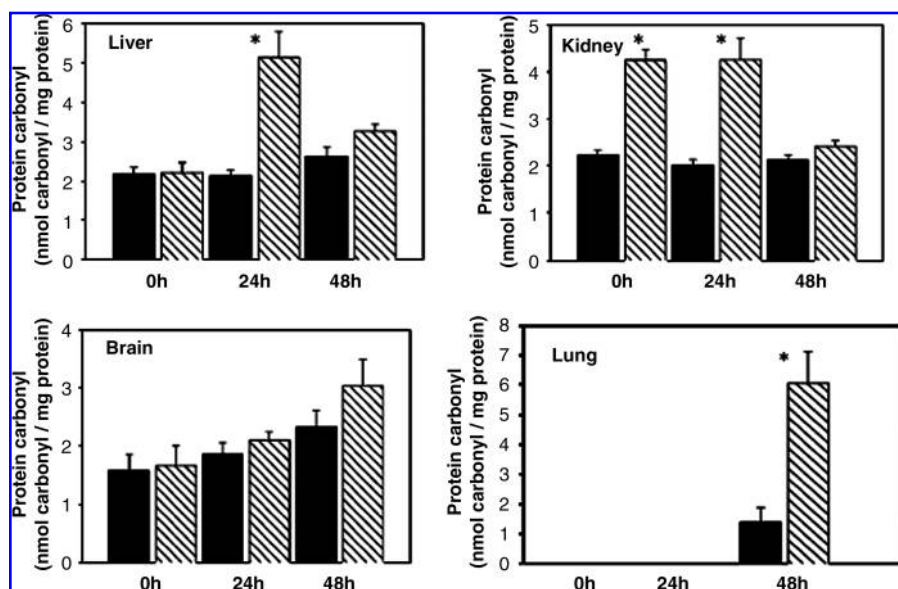 Liver
*
Protein carbonyl
(nmol carbonyl / mg protein)
6
5
4
3
2
1
0
0h 24h 48h
Kidney
* *
Protein carbonyl
(nmol carbonyl / mg protein)
5
4
3
2
1
0
0h 24h 48h
Brain
Protein carbonyl
(nmol carbonyl / mg protein)
4
3
2
1
0
0h 24h 48h
Lung
*
Protein carbonyl
(nmol carbonyl / mg protein)
8
7
6
5
4
3
2
1
0
0h 24h 48h